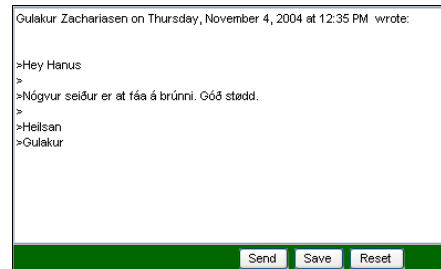 Gulakur Zachariasen on Thursday, November 4, 2004 at 12:35 PM  wrote:
>Hey Hanus
>
>Nógvur seiður er at fáa á brúnni. Góð stødd.
>
>Heilsan
>Gulakur
Send Save Reset